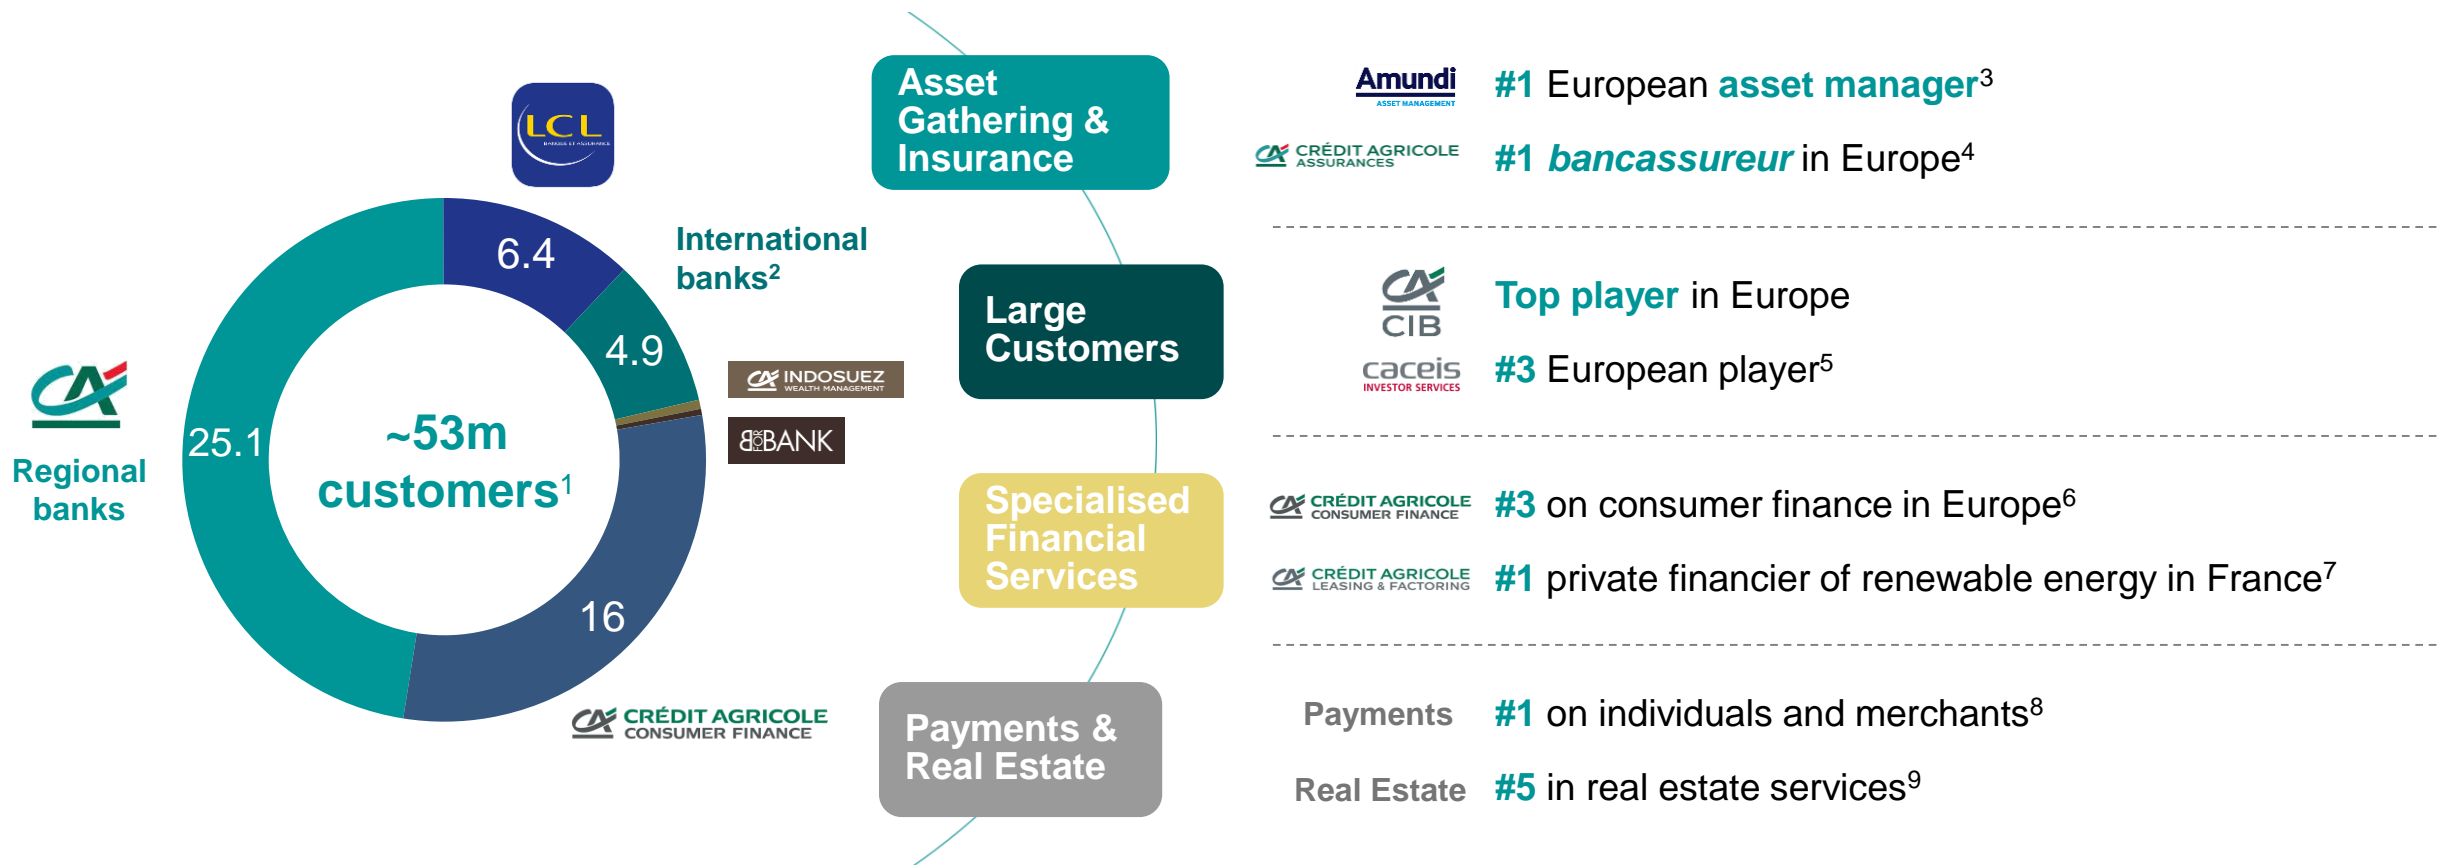 LCL
BANQUE ET ASSURANCE
6.4
International
banks²
4.9
INDOSUEZ
WEALTH MANAGEMENT
BFORBANK
~53m
customers¹
25.1
Regional
banks
16
CRÉDIT AGRICOLE
CONSUMER FINANCE
Asset
Gathering &
Insurance
Amundi
ASSET MANAGEMENT
#1 European asset manager³
CRÉDIT AGRICOLE
ASSURANCES
#1 bancassureur in Europe⁴
Large
Customers
CA
CIB
Top player in Europe
caceis
INVESTOR SERVICES
#3 European player⁵
Specialised
Financial
Services
CRÉDIT AGRICOLE
CONSUMER FINANCE
#3 on consumer finance in Europe⁶
CRÉDIT AGRICOLE
LEASING & FACTORING
#1 private financier of renewable energy in France⁷
Payments &
Real Estate
Payments
#1 on individuals and merchants⁸
Real Estate
#5 in real estate services⁹